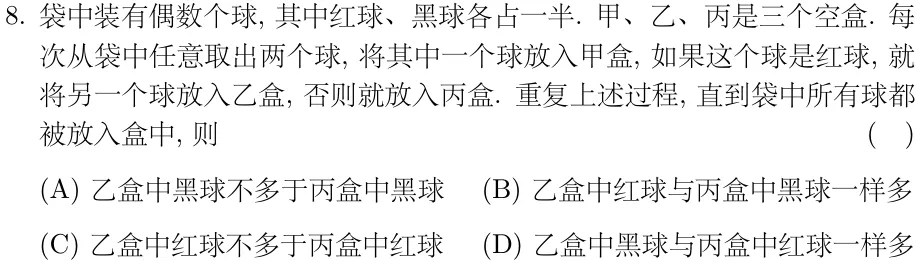 8. 袋中装有偶数个球, 其中红球、黑球各占一半. 甲、乙、丙是三个空盒. 每
次从袋中任意取出两个球, 将其中一个球放入甲盒, 如果这个球是红球, 就
将另一个球放入乙盒, 否则就放入丙盒. 重复上述过程, 直到袋中所有球都
被放入盒中, 则 ( )
(A) 乙盒中黑球不多于丙盒中黑球 (B) 乙盒中红球与丙盒中黑球一样多
(C) 乙盒中红球不多于丙盒中红球 (D) 乙盒中黑球与丙盒中红球一样多